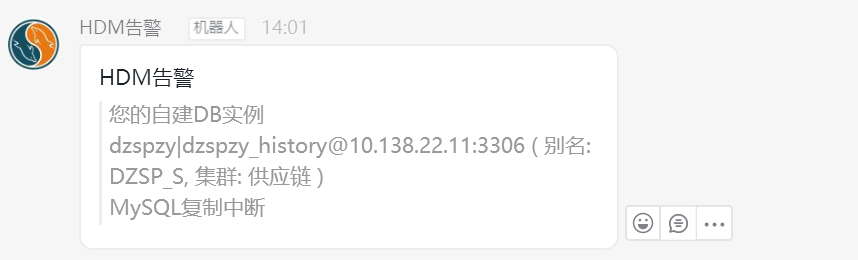 HDM告警 机器人 14:01
HDM告警
您的自建DB实例
dzspzy|dzspzy_history@10.138.22.11:3306 ( 别名:
DZSP_S, 集群: 供应链 )
MySQL复制中断